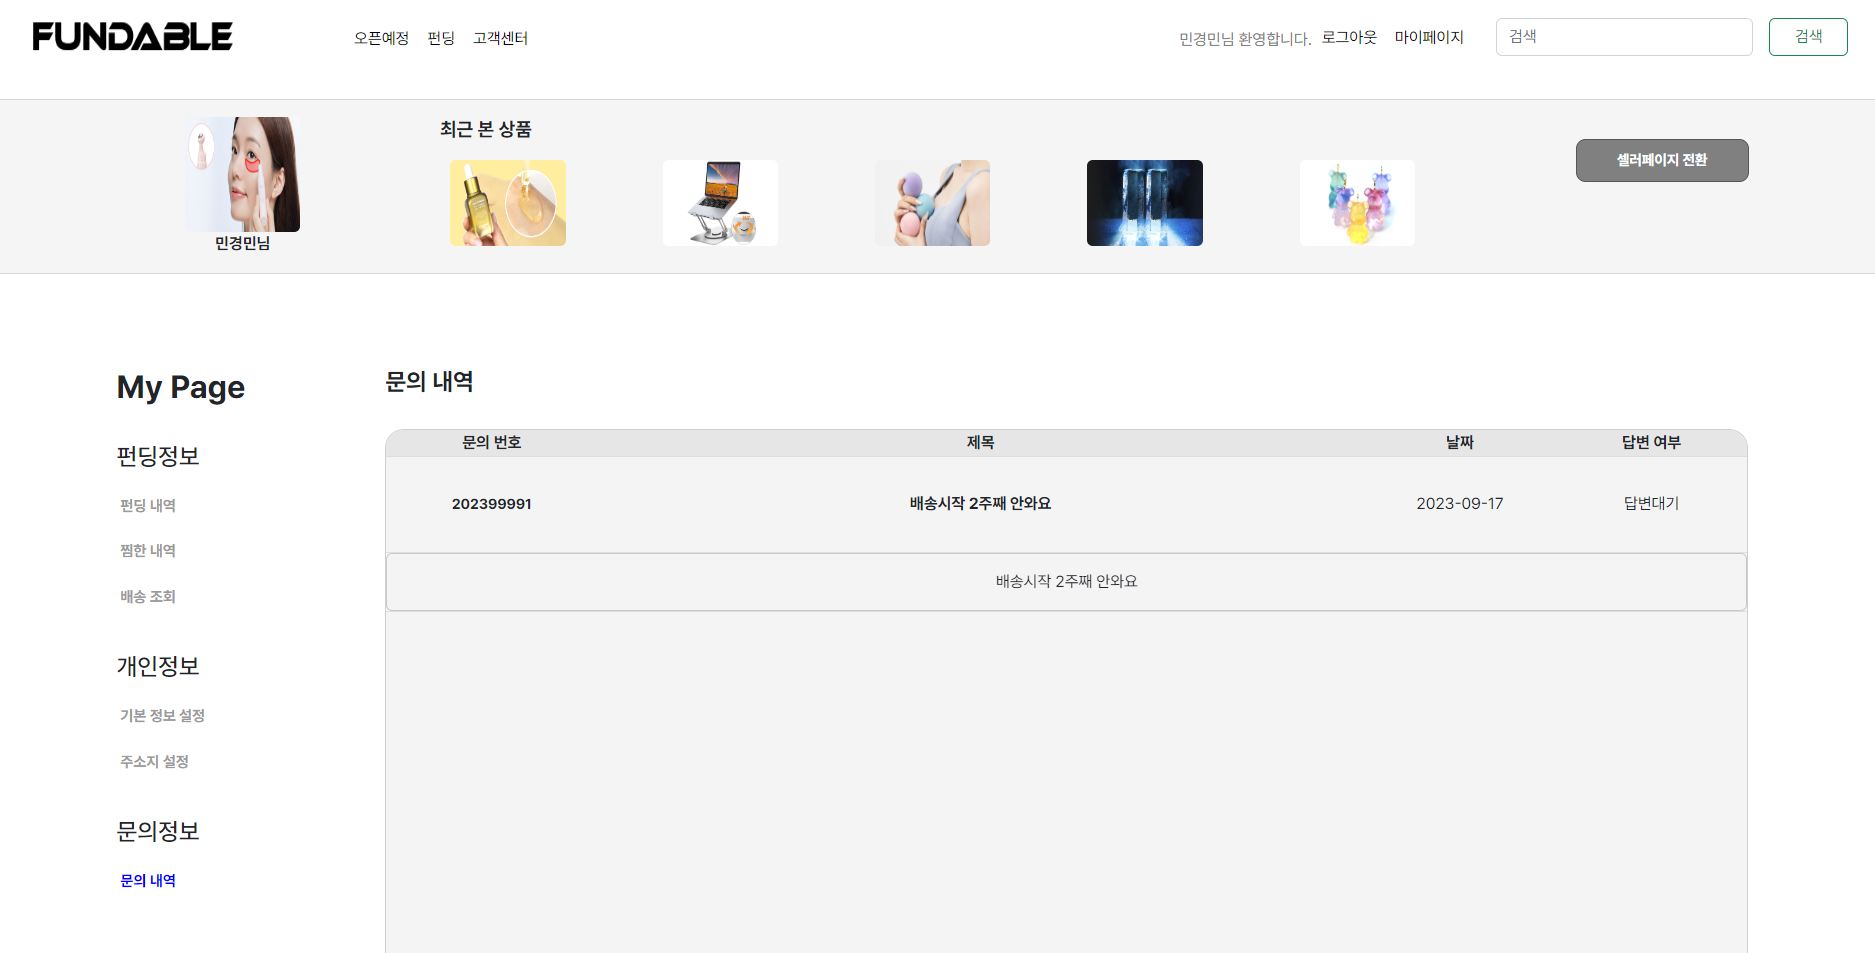 FUNDABLE 오픈예정 펀딩 고객센터 민경민님 환영합니다. 로그아웃 마이페이지 검색 검색
최근 본 상품
셀러페이지 전환
민경민님
My Page
펀딩정보
펀딩 내역
찜한 내역
배송 조회
개인정보
기본 정보 설정
주소지 설정
문의정보
문의 내역
문의 내역
문의 번호 제목 날짜 답변 여부
202399991 배송시작 2주째 안와요 2023-09-17 답변대기
배송시작 2주째 안와요